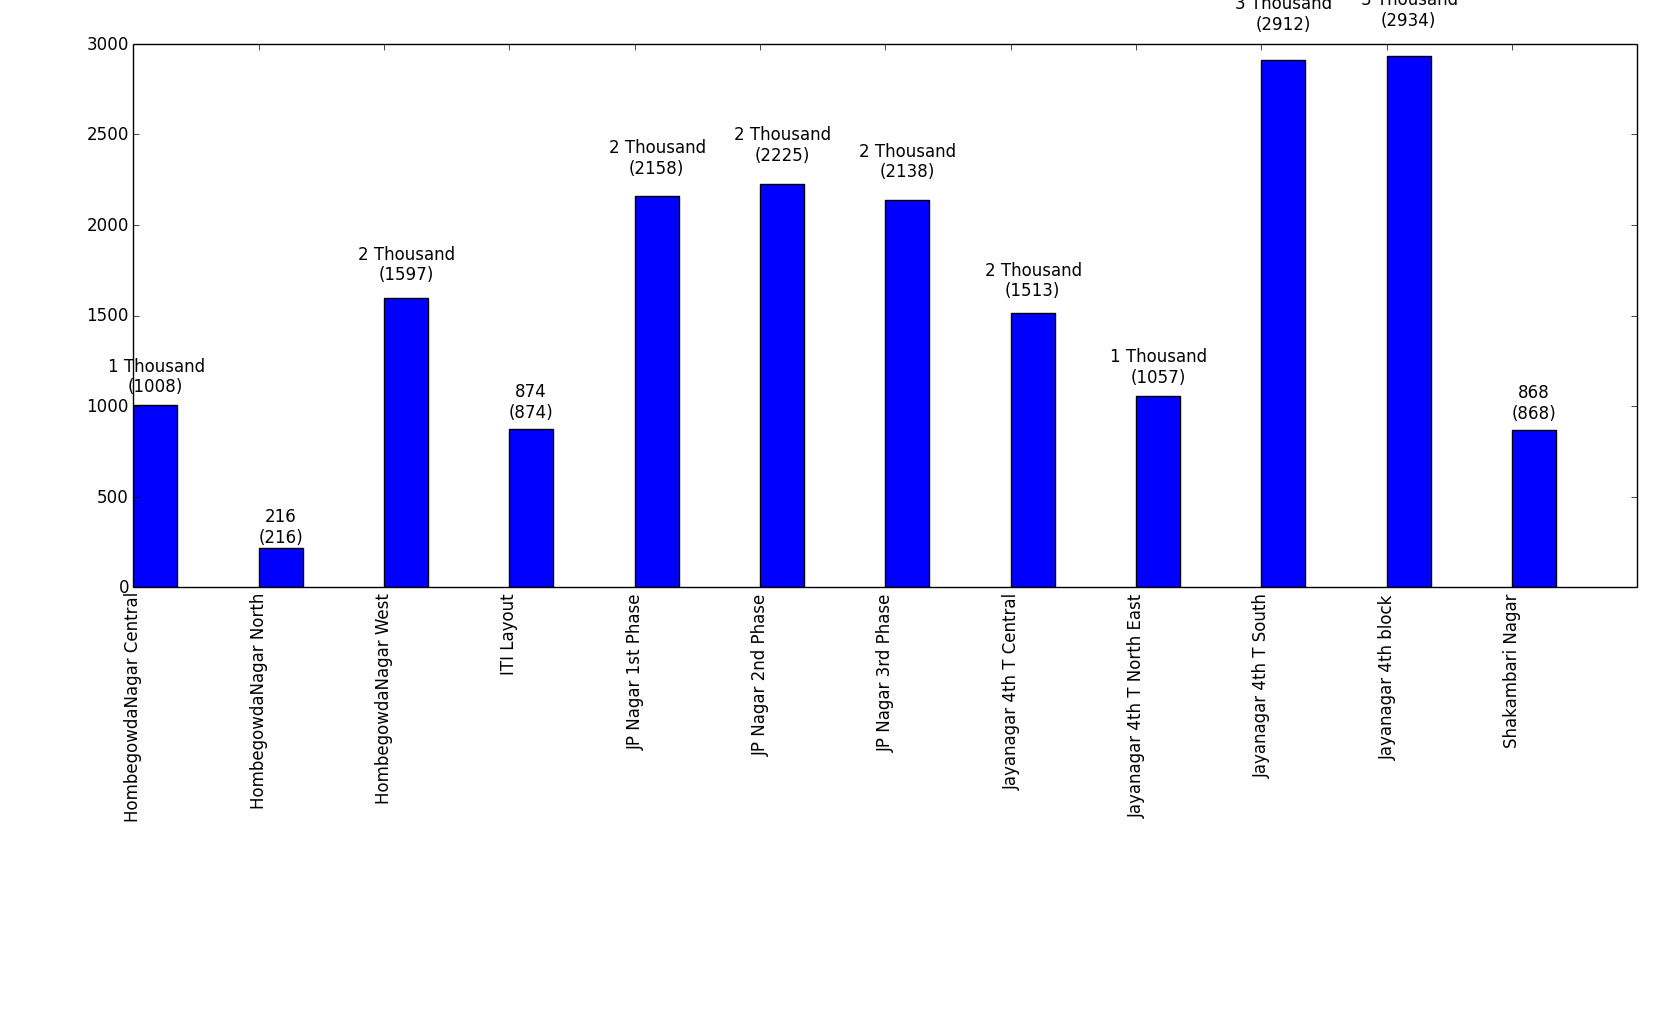 3 Thousand
(2912)
3 Thousand
(2934)
3000
2500
2000
1500
1000
500
0
1 Thousand
(1008)
216
(216)
2 Thousand
(1597)
874
(874)
2 Thousand
(2158)
2 Thousand
(2225)
2 Thousand
(2138)
2 Thousand
(1513)
1 Thousand
(1057)
868
(868)
HombegowdaNagar Central
HombegowdaNagar North
HombegowdaNagar West
ITI Layout
JP Nagar 1st Phase
JP Nagar 2nd Phase
JP Nagar 3rd Phase
Jayanagar 4th T Central
Jayanagar 4th T North East
Jayanagar 4th T South
Jayanagar 4th block
Shakambari Nagar